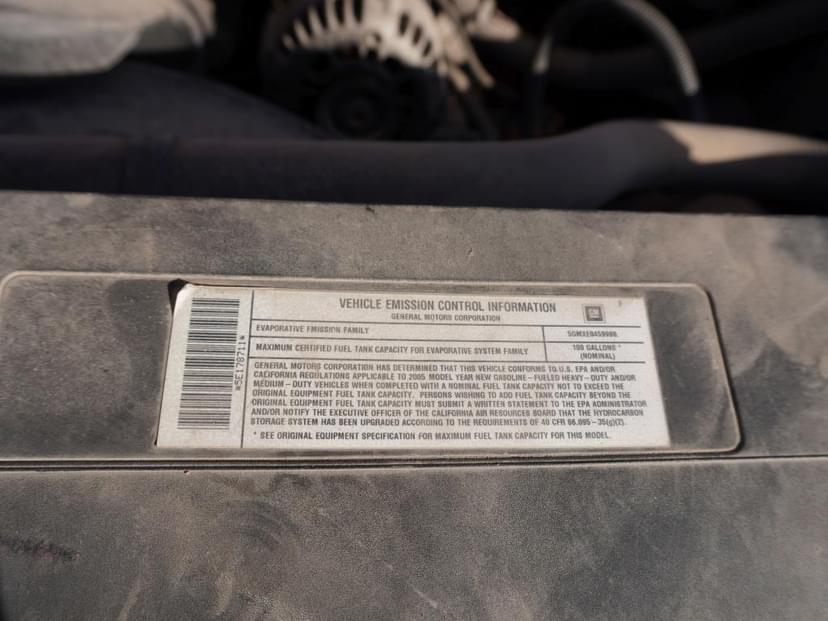 VEHICLE EMISSION CONTROL INFORMATION
GENERAL MOTORS CORPORATION
GM
EVAPORATIVE EMISSION FAMILY
MAXIMUM CERTIFIED FUEL TANK CAPACITY FOR EVAPORATIVE SYSTEM FAMILY
100 GALLONS *
(NOMINAL)
GENERAL MOTORS CORPORATION HAS DETERMINED THAT THIS VEHICLE CONFORMS TO U.S. EPA AND/OR
CALIFORNIA REGULATIONS APPLICABLE TO 2005 MODEL YEAR NEW GASOLINE-FUELED HEAVY-DUTY AND/OR
MEDIUM-DUTY VEHICLES WHEN COMPLETED WITH A NOMINAL FUEL TANK CAPACITY NOT TO EXCEED THE
ORIGINAL EQUIPMENT FUEL TANK CAPACITY. PERSONS WISHING TO ADD FUEL TANK CAPACITY BEYOND THE
ORIGINAL EQUIPMENT FUEL TANK CAPACITY MUST SUBMIT A WRITTEN STATEMENT TO THE EPA ADMINISTRATOR
AND/OR NOTIFY THE EXECUTIVE OFFICER OF THE CALIFORNIA AIR RESOURCES BOARD THAT THE HYDROCARBON
STORAGE SYSTEM HAS BEEN UPGRADED ACCORDING TO THE REQUIREMENTS OF 40 CFR 86.095-35(g)(2).
* SEE ORIGINAL EQUIPMENT SPECIFICATION FOR MAXIMUM FUEL TANK CAPACITY FOR THIS MODEL.
*5E178711*